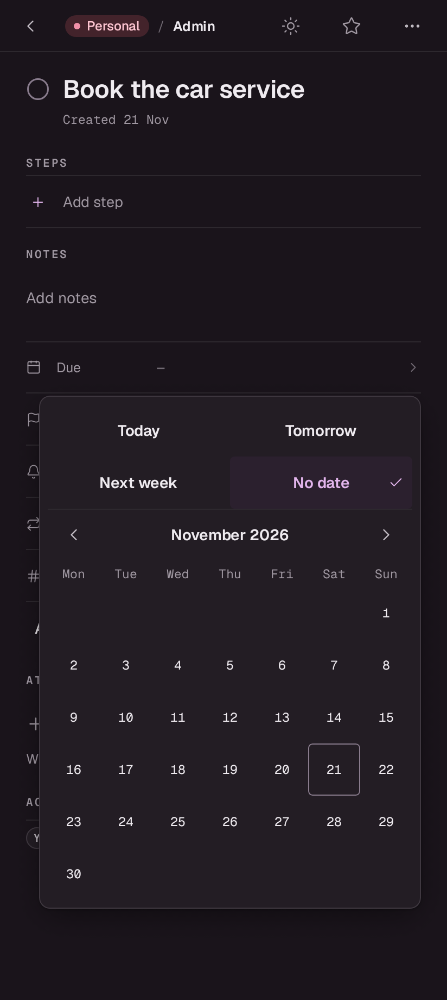 Personal / Admin
Book the car service
Created 21 Nov
STEPS
+ Add step
NOTES
Add notes
Due –
Today Tomorrow
Next week No date
November 2026
Mon Tue Wed Thu Fri Sat Sun
1
2 3 4 5 6 7 8
9 10 11 12 13 14 15
16 17 18 19 20 21 22
23 24 25 26 27 28 29
30